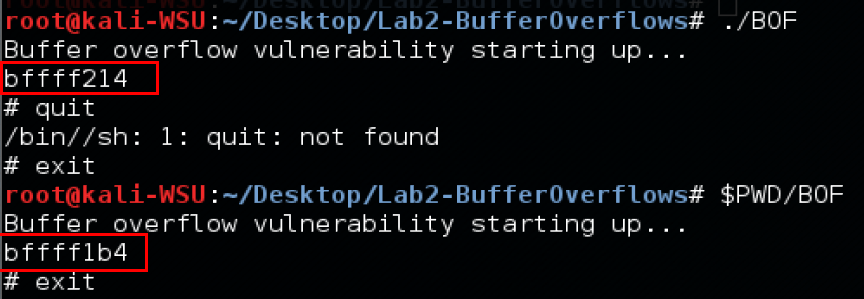 root@kali-WSU:~/Desktop/Lab2-BufferOverflows# ./BOF
Buffer overflow vulnerability starting up...
bffff214
# quit
/bin//sh: 1: quit: not found
# exit
root@kali-WSU:~/Desktop/Lab2-BufferOverflows# $PWD/BOF
Buffer overflow vulnerability starting up...
bffff1b4
# exit